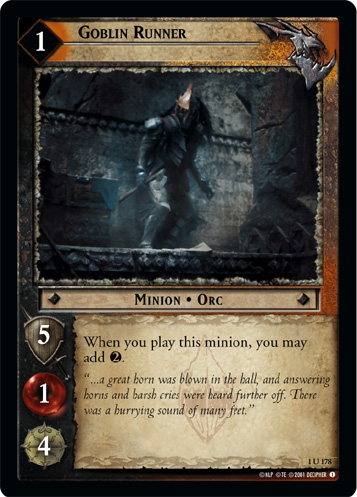 1
GOBLIN RUNNER
MINION • ORC
5
When you play this minion, you may
add ❷.
1
“...a great horn was blown in the hall, and answering
horns and harsh cries were heard further off. There
was a hurrying sound of many feet.”
4
1 U 178
©NLP ©TE ©2001 DECIPHER 1